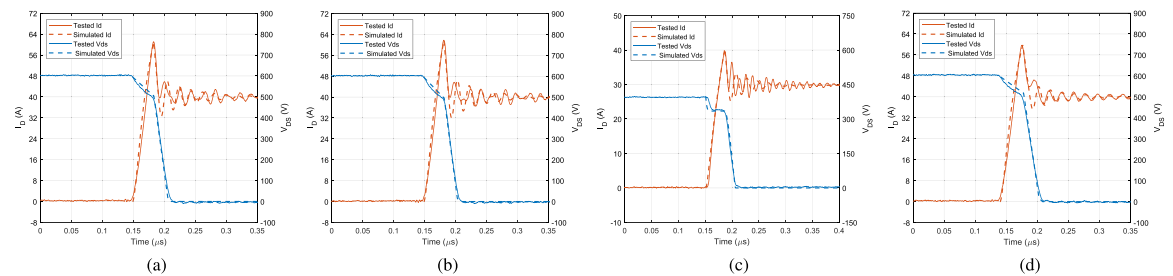 Tested Id
Simulated Id
Tested Vds
Simulated Vds
72
64
56
48
40
32
24
16
8
0
-8
I_D (A)
900
800
700
600
500
400
300
200
100
0
-100
V_DS (V)
0 0.05 0.1 0.15 0.2 0.25 0.3 0.35
Time (μs)
(a)
Tested Id
Simulated Id
Tested Vds
Simulated Vds
72
64
56
48
40
32
24
16
8
0
-8
I_D (A)
900
800
700
600
500
400
300
200
100
0
-100
V_DS (V)
0 0.05 0.1 0.15 0.2 0.25 0.3 0.35
Time (μs)
(b)
Tested Id
Simulated Id
Tested Vds
Simulated Vds
50
40
30
20
10
0
-10
I_D (A)
750
600
450
300
150
0
-150
V_DS (V)
0 0.05 0.1 0.15 0.2 0.25 0.3 0.35 0.4
Time (μs)
(c)
Tested Id
Simulated Id
Tested Vds
Simulated Vds
72
64
56
48
40
32
24
16
8
0
-8
I_D (A)
900
800
700
600
500
400
300
200
100
0
-100
V_DS (V)
0 0.05 0.1 0.15 0.2 0.25 0.3 0.35
Time (μs)
(d)